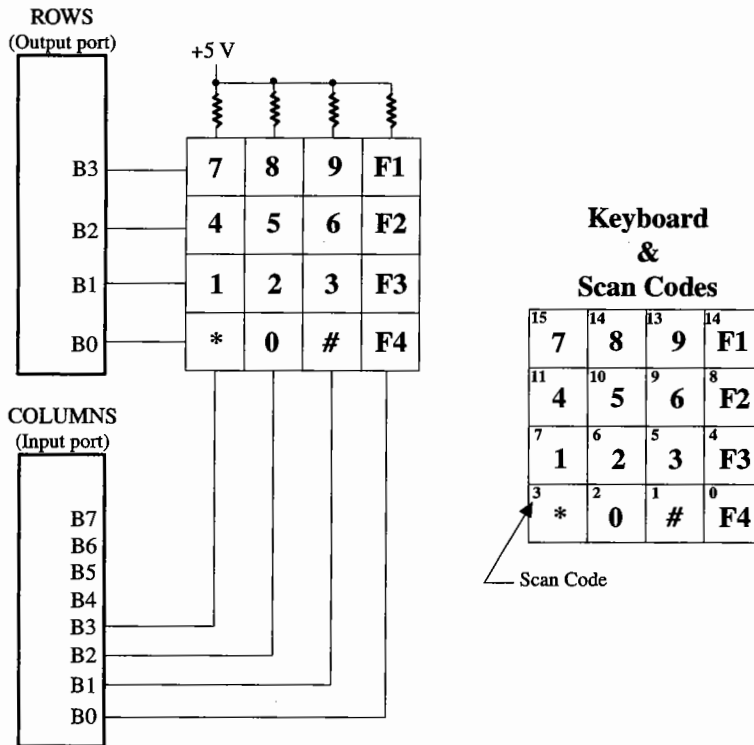 ROWS
(Output port)
+5 V
B3
7 8 9 F1
B2
4 5 6 F2
B1
1 2 3 F3
B0
* 0 # F4
COLUMNS
(Input port)
B7
B6
B5
B4
B3
B2
B1
B0
Keyboard
&
Scan Codes
15 14 13 14
7 8 9 F1
11 10 9 8
4 5 6 F2
7 6 5 4
1 2 3 F3
3 2 1 0
* 0 # F4
Scan Code